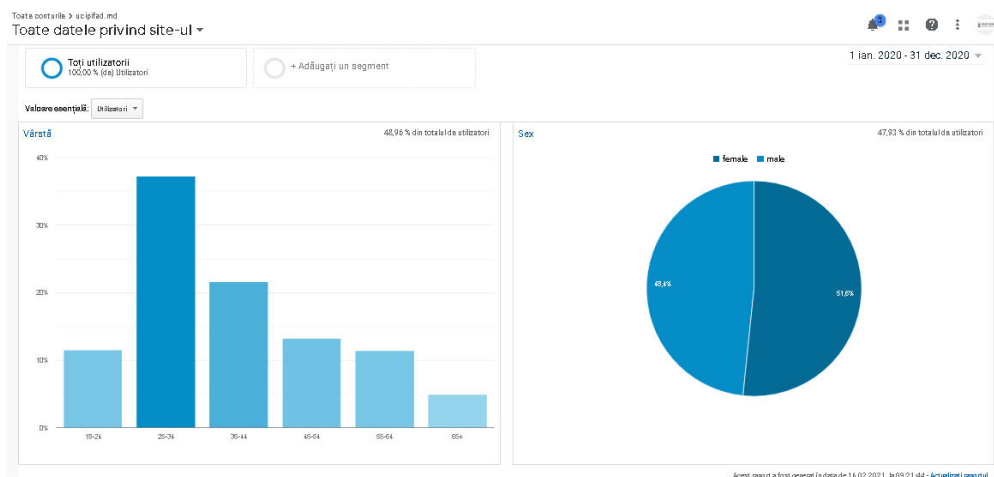 Toate conturile > ucipifad.md
Toate datele privind site-ul
3
Toți utilizatorii
100,00 % (de) Utilizatori
+ Adăugați un segment
1 ian. 2020 - 31 dec. 2020
Valoare esențială:
Utilizatori
Vârstă
48,96 % din totalul de utilizatori
40%
30%
20%
10%
0%
18-24
25-34
35-44
45-54
55-64
65+
Sex
47,93 % din totalul de utilizatori
female
male
48,4%
51,6%
Acest raport a fost generat la data de 16.02.2021, la 09:21:44 - Actualizați raportul